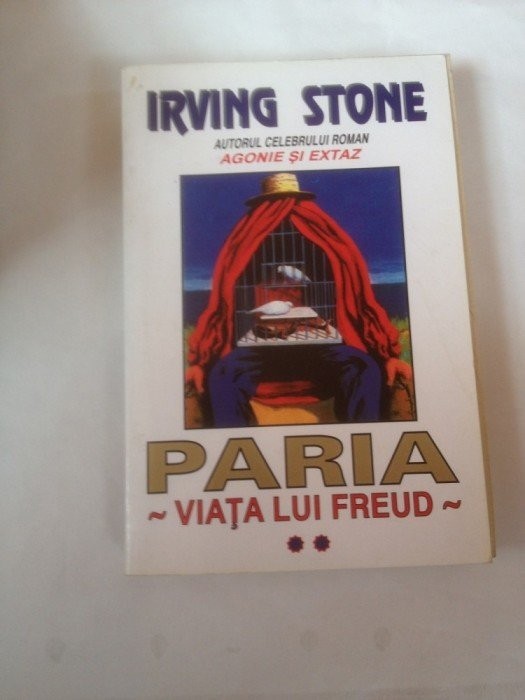 IRVING STONE
AUTORUL CELEBRULUI ROMAN
AGONIE ȘI EXTAZ
PARIA
~ VIAȚA LUI FREUD ~